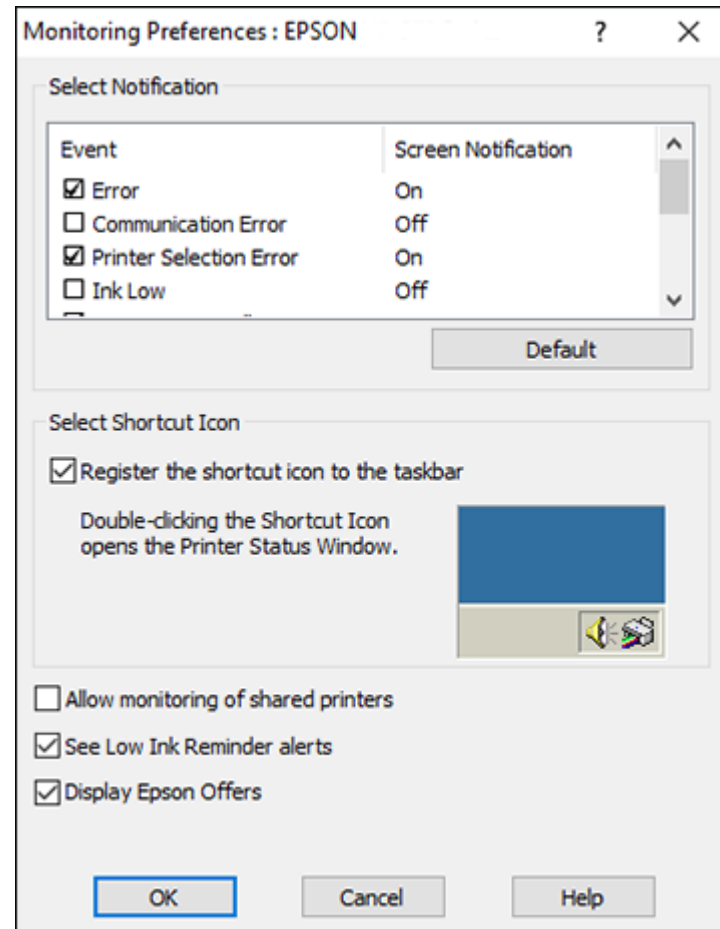 Monitoring Preferences : EPSON
Select Notification
Event Screen Notification
Error On
Communication Error Off
Printer Selection Error On
Ink Low Off
Default
Select Shortcut Icon
Register the shortcut icon to the taskbar
Double-clicking the Shortcut Icon
opens the Printer Status Window.
Allow monitoring of shared printers
See Low Ink Reminder alerts
Display Epson Offers
OK Cancel Help